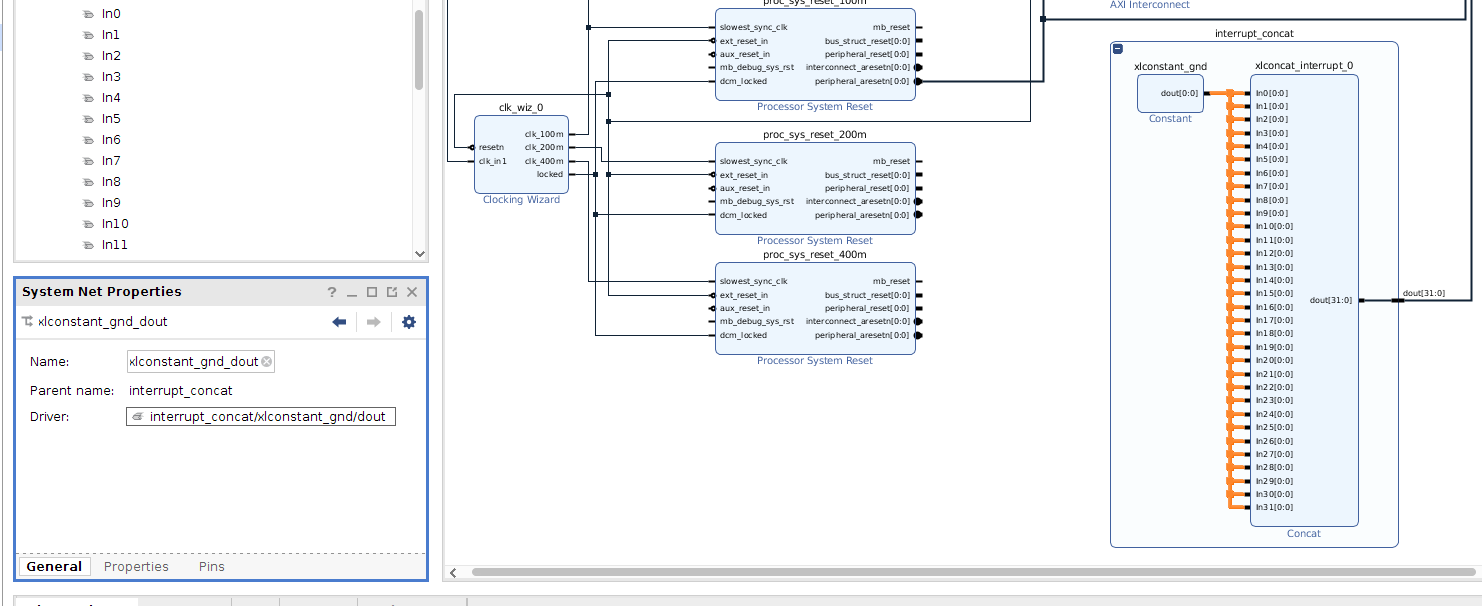 In0
In1
In2
In3
In4
In5
In6
In7
In8
In9
In10
In11
System Net Properties
?
xlconstant_gnd_dout
Name:
xlconstant_gnd_dout
Parent name:
interrupt_concat
Driver:
interrupt_concat/xlconstant_gnd/dout
General
Properties
Pins
clk_wiz_0
clk_100m
resetn
clk_200m
clk_in1
clk_400m
locked
Clocking Wizard
proc_sys_reset_100m
slowest_sync_clk
mb_reset
ext_reset_in
bus_struct_reset[0:0]
aux_reset_in
peripheral_reset[0:0]
mb_debug_sys_rst
interconnect_aresetn[0:0]
dcm_locked
peripheral_aresetn[0:0]
Processor System Reset
proc_sys_reset_200m
slowest_sync_clk
mb_reset
ext_reset_in
bus_struct_reset[0:0]
aux_reset_in
peripheral_reset[0:0]
mb_debug_sys_rst
interconnect_aresetn[0:0]
dcm_locked
peripheral_aresetn[0:0]
Processor System Reset
proc_sys_reset_400m
slowest_sync_clk
mb_reset
ext_reset_in
bus_struct_reset[0:0]
aux_reset_in
peripheral_reset[0:0]
mb_debug_sys_rst
interconnect_aresetn[0:0]
dcm_locked
peripheral_aresetn[0:0]
Processor System Reset
AXI Interconnect
interrupt_concat
xlconstant_gnd
dout[0:0]
Constant
xlconcat_interrupt_0
In0[0:0]
In1[0:0]
In2[0:0]
In3[0:0]
In4[0:0]
In5[0:0]
In6[0:0]
In7[0:0]
In8[0:0]
In9[0:0]
In10[0:0]
In11[0:0]
In12[0:0]
In13[0:0]
In14[0:0]
In15[0:0]
In16[0:0]
In17[0:0]
In18[0:0]
In19[0:0]
In20[0:0]
In21[0:0]
In22[0:0]
In23[0:0]
In24[0:0]
In25[0:0]
In26[0:0]
In27[0:0]
In28[0:0]
In29[0:0]
In30[0:0]
In31[0:0]
dout[31:0]
Concat
dout[31:0]